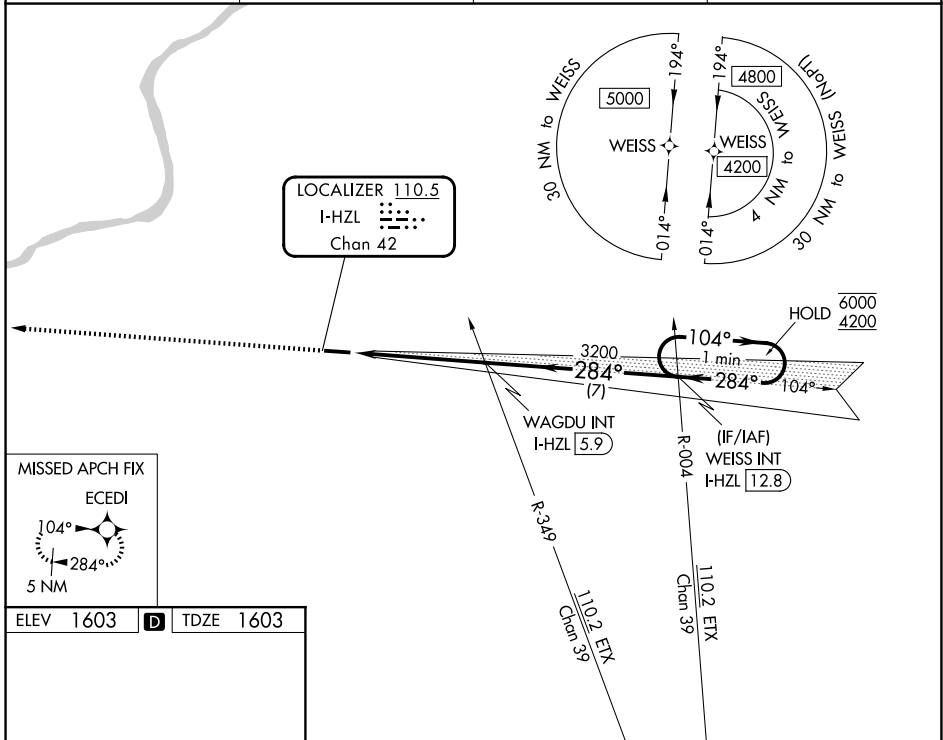 30 NM to WEISS
5000
194°
WEISS
014°
194°
4800
WEISS
4200
014°
4 NM to WEISS
30 NM to WEISS (NoPT)
LOCALIZER 110.5
I-HZL
Chan 42
HOLD 6000
4200
104°
1 min
3200
284°
(7)
284°
104°
WAGDU INT
I-HZL 5.9
(IF/IAF)
WEISS INT
I-HZL 12.8
R-349
R-004
110.2 ETX
Chan 39
110.2 ETX
Chan 39
MISSED APCH FIX
ECEDI
104°
284°
5 NM
ELEV 1603 D TDZE 1603